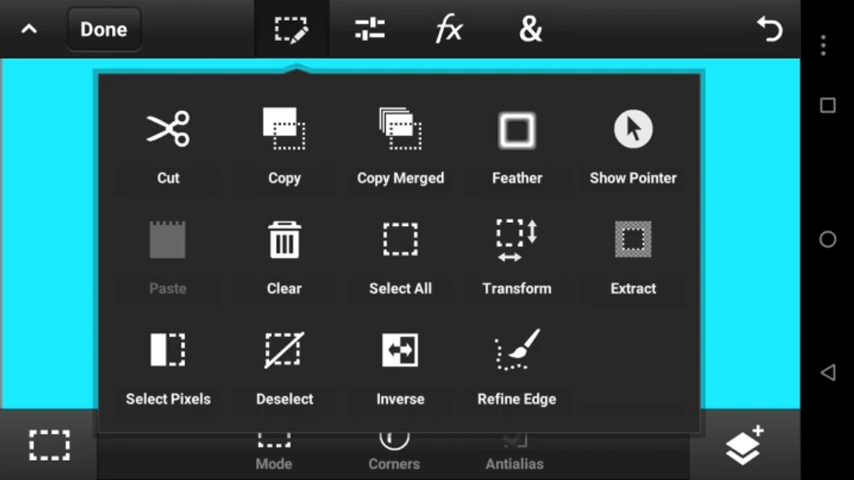 Done
fx
&
Cut
Copy
Copy Merged
Feather
Show Pointer
Paste
Clear
Select All
Transform
Extract
Select Pixels
Deselect
Inverse
Refine Edge
Mode
Corners
Antialias